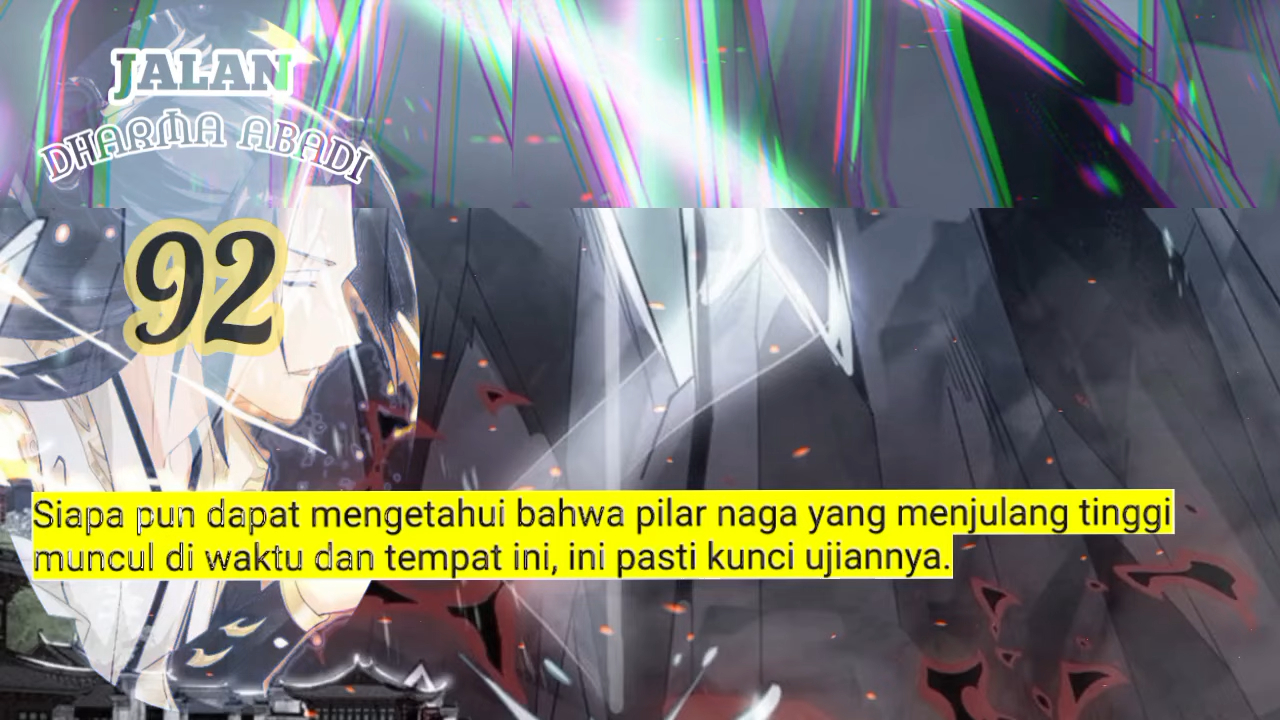 JALAN
DHARMA ABADI
92
Siapa pun dapat mengetahui bahwa pilar naga yang menjulang tinggi
muncul di waktu dan tempat ini, ini pasti kunci ujiannya.